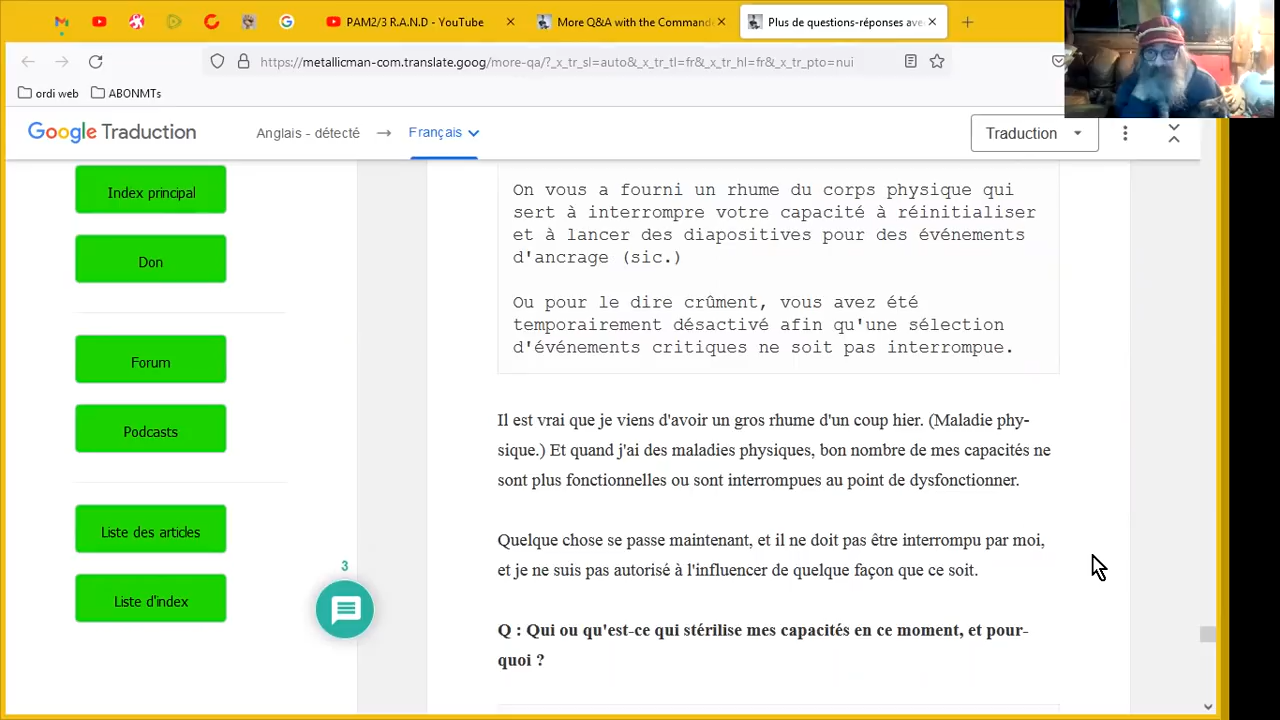 PAM2/3 R.A.N.D - YouTube
More Q&A with the Command
Plus de questions-réponses ave
https://metallicman-com.translate.goog/more-qa/?_x_tr_sl=auto&_x_tr_tl=fr&_x_tr_hl=fr&_x_tr_pto=nui
ordi web
ABONMTs
Google Traduction
Anglais - détecté
Français
Traduction
Index principal
Don
Forum
Podcasts
Liste des articles
Liste d'index
3
On vous a fourni un rhume du corps physique qui
sert à interrompre votre capacité à réinitialiser
et à lancer des diapositives pour des événements
d'ancrage (sic.)
Ou pour le dire crûment, vous avez été
temporairement désactivé afin qu'une sélection
d'événements critiques ne soit pas interrompue.
Il est vrai que je viens d'avoir un gros rhume d'un coup hier. (Maladie phy-
sique.) Et quand j'ai des maladies physiques, bon nombre de mes capacités ne
sont plus fonctionnelles ou sont interrompues au point de dysfonctionner.
Quelque chose se passe maintenant, et il ne doit pas être interrompu par moi,
et je ne suis pas autorisé à l'influencer de quelque façon que ce soit.
Q : Qui ou qu'est-ce qui stérilise mes capacités en ce moment, et pour-
quoi ?